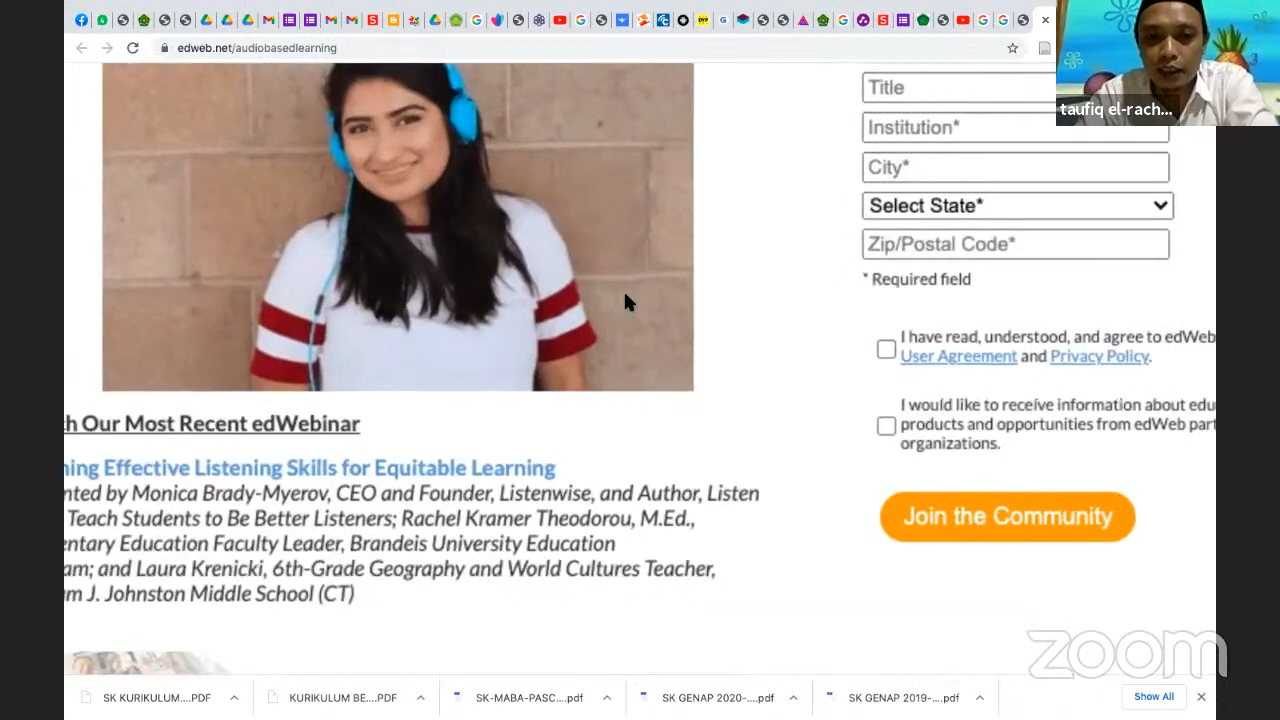 edweb.net/audiobasedlearning
taufiq el-rach...
Title
Institution*
City*
Select State*
Zip/Postal Code*
* Required field
I have read, understood, and agree to edWeb
User Agreement and Privacy Policy.
I would like to receive information about edu
products and opportunities from edWeb part
organizations.
Join the Community
ch Our Most Recent edWebinar
ning Effective Listening Skills for Equitable Learning
nted by Monica Brady-Myerov, CEO and Founder, Listenwise, and Author, Listen
Teach Students to Be Better Listeners; Rachel Kramer Theodorou, M.Ed.,
entary Education Faculty Leader, Brandeis University Education
am; and Laura Krenicki, 6th-Grade Geography and World Cultures Teacher,
m J. Johnston Middle School (CT)
zoom
SK KURIKULUM....PDF
KURIKULUM BE....PDF
SK-MABA-PASC....pdf
SK GENAP 2020-....pdf
SK GENAP 2019-....pdf
Show All